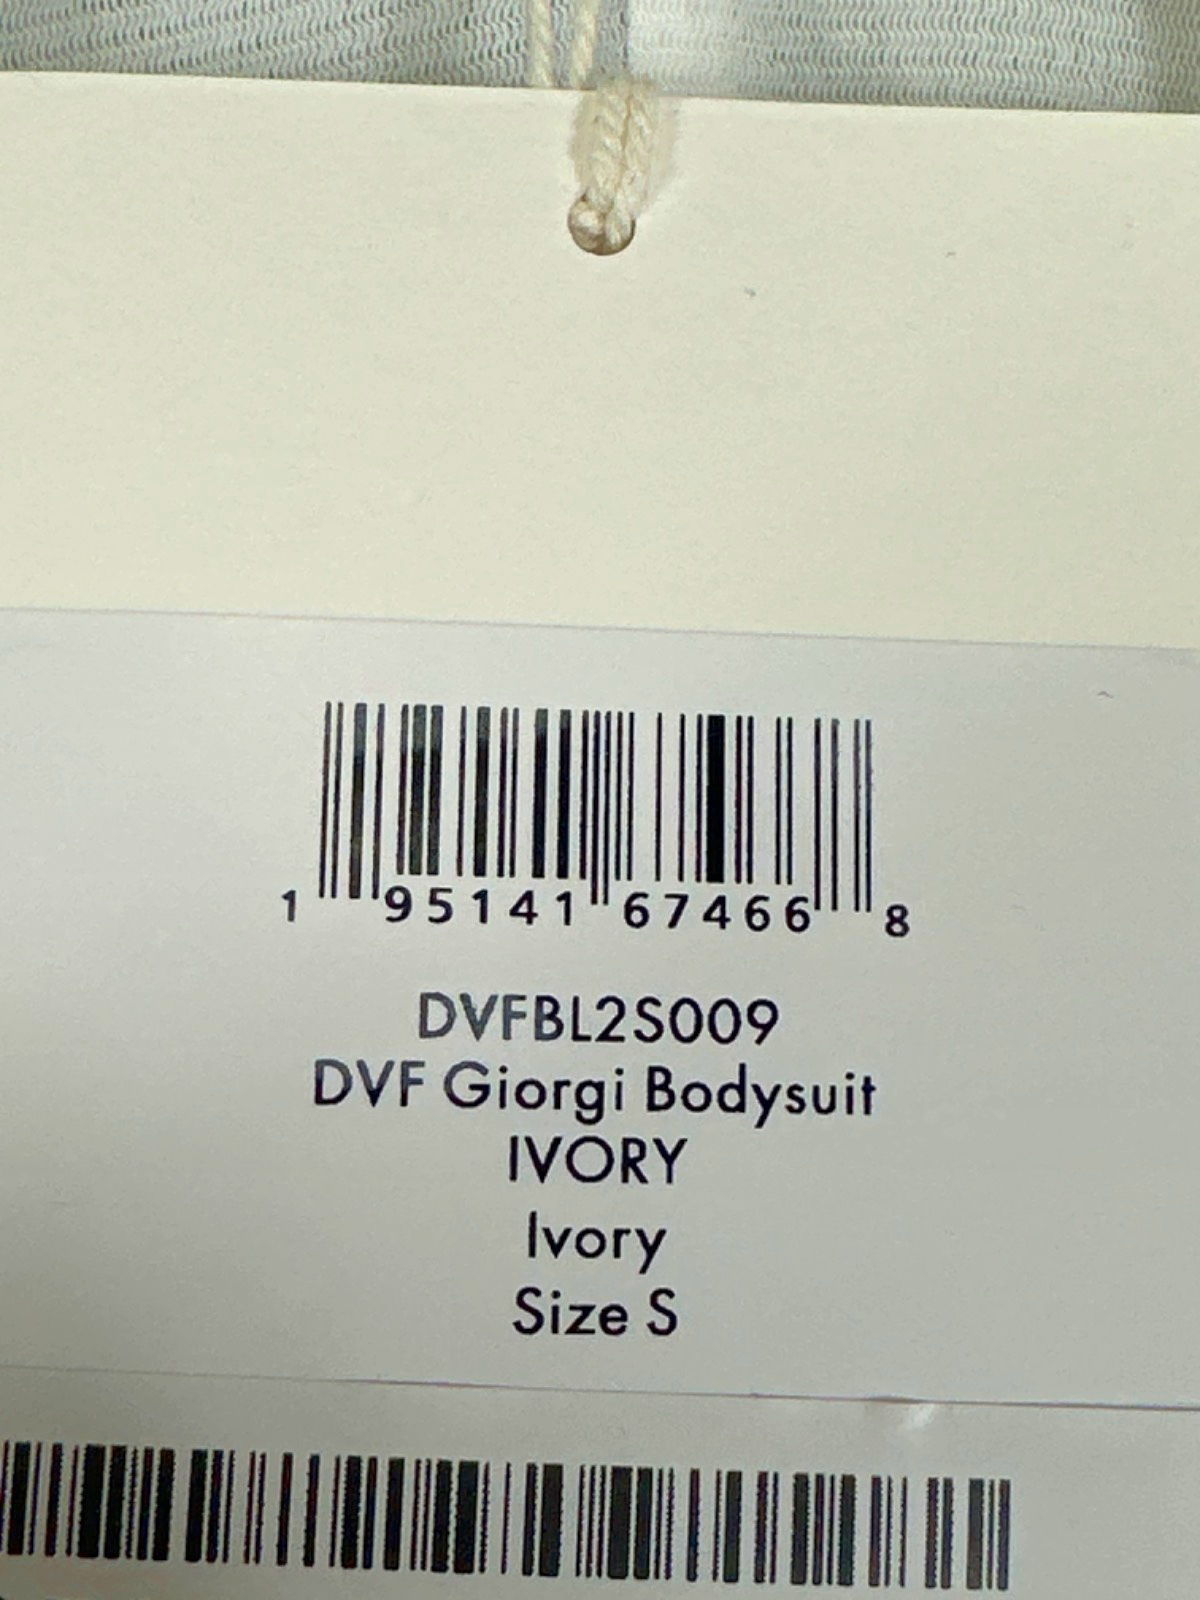 1 95141 67466 8
DVFBL2S009
DVF Giorgi Bodysuit
IVORY
Ivory
Size S